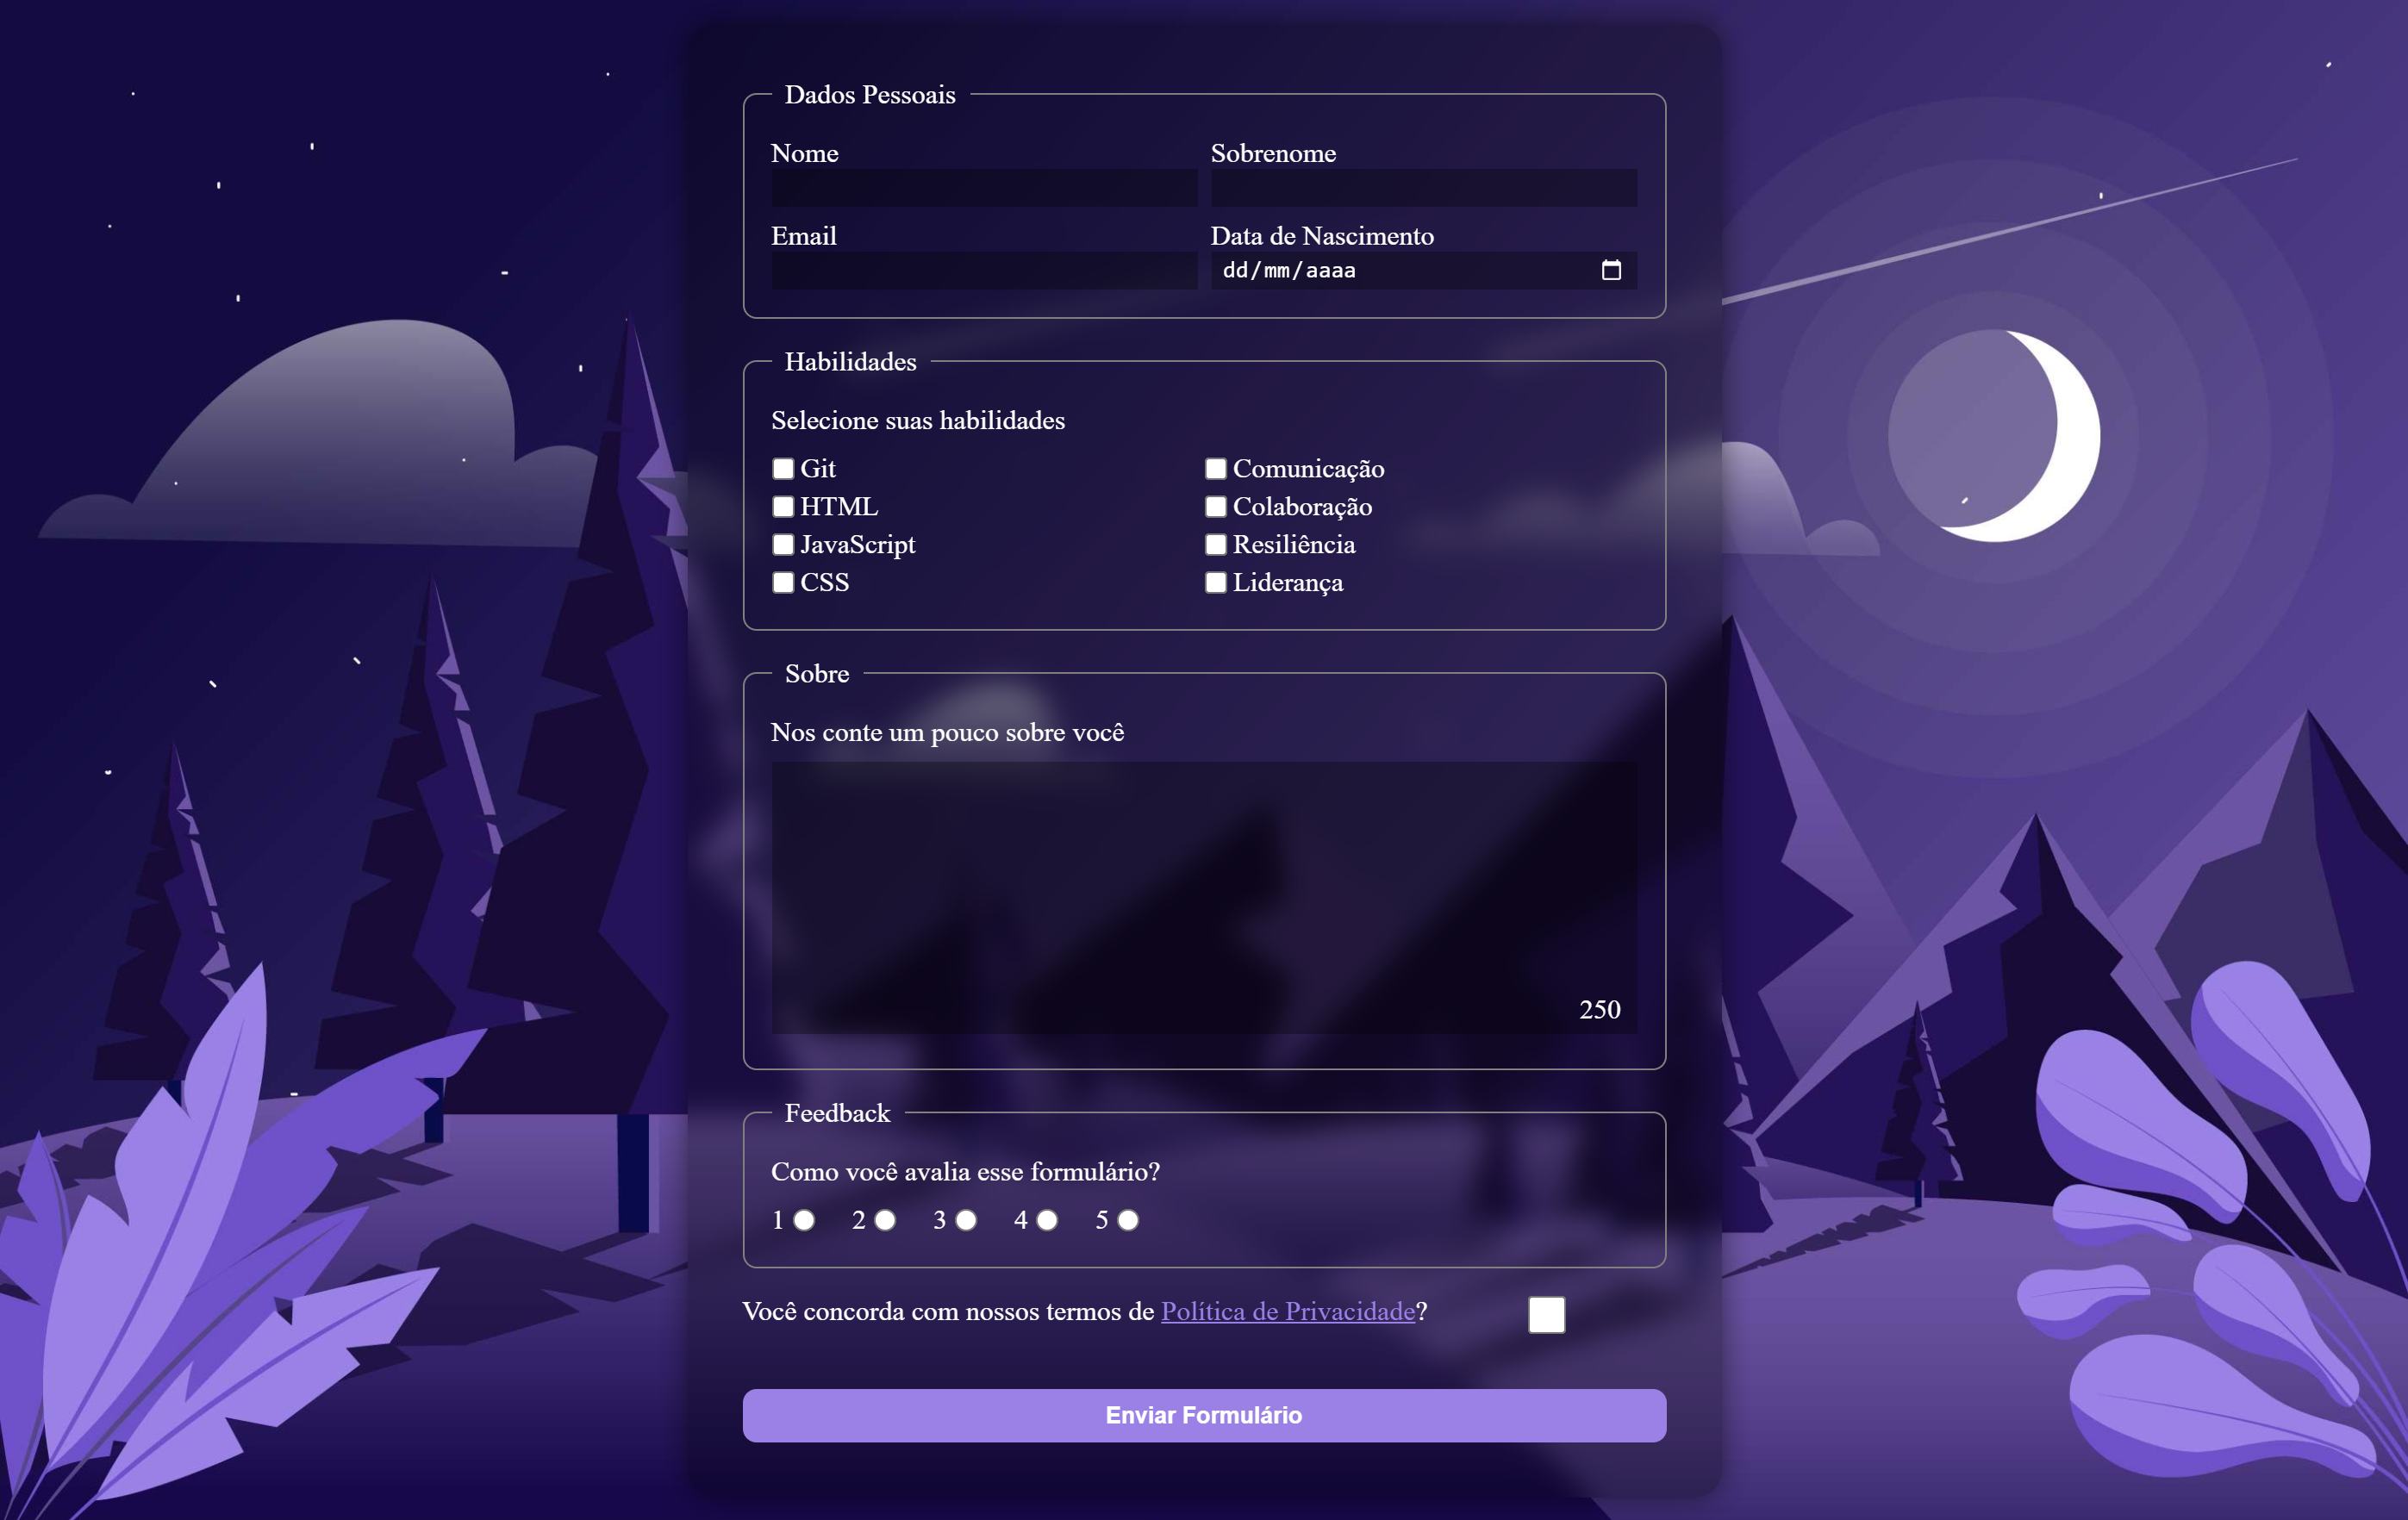 Dados Pessoais
Nome Sobrenome
Email Data de Nascimento
dd/mm/aaaa
Habilidades
Selecione suas habilidades
Git Comunicação
HTML Colaboração
JavaScript Resiliência
CSS Liderança
Sobre
Nos conte um pouco sobre você
250
Feedback
Como você avalia esse formulário?
1 2 3 4 5
Você concorda com nossos termos de Política de Privacidade?
Enviar Formulário